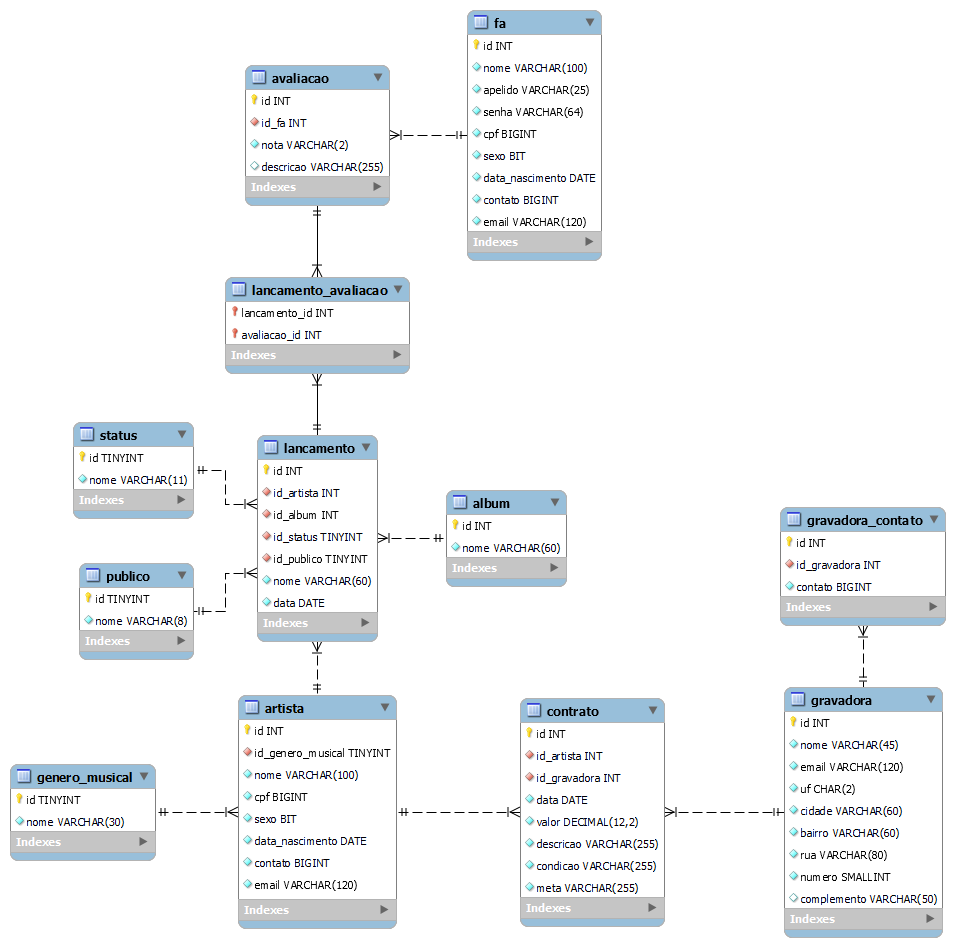 fa
id INT
nome VARCHAR(100)
apelido VARCHAR(25)
senha VARCHAR(64)
cpf BIGINT
sexo BIT
data_nascimento DATE
contato BIGINT
email VARCHAR(120)
Indexes
avaliacao
id INT
id_fa INT
nota VARCHAR(2)
descricao VARCHAR(255)
Indexes
lancamento_avaliacao
lancamento_id INT
avaliacao_id INT
Indexes
status
id TINYINT
nome VARCHAR(11)
Indexes
lancamento
id INT
id_artista INT
id_album INT
id_status TINYINT
id_publico TINYINT
nome VARCHAR(60)
data DATE
Indexes
album
id INT
nome VARCHAR(60)
Indexes
publico
id TINYINT
nome VARCHAR(8)
Indexes
gravadora_contato
id INT
id_gravadora INT
contato BIGINT
Indexes
genero_musical
id TINYINT
nome VARCHAR(30)
Indexes
artista
id INT
id_genero_musical TINYINT
nome VARCHAR(100)
cpf BIGINT
sexo BIT
data_nascimento DATE
contato BIGINT
email VARCHAR(120)
Indexes
contrato
id INT
id_artista INT
id_gravadora INT
data DATE
valor DECIMAL(12,2)
descricao VARCHAR(255)
condicao VARCHAR(255)
meta VARCHAR(255)
Indexes
gravadora
id INT
nome VARCHAR(45)
email VARCHAR(120)
uf CHAR(2)
cidade VARCHAR(60)
bairro VARCHAR(60)
rua VARCHAR(80)
numero SMALLINT
complemento VARCHAR(50)
Indexes